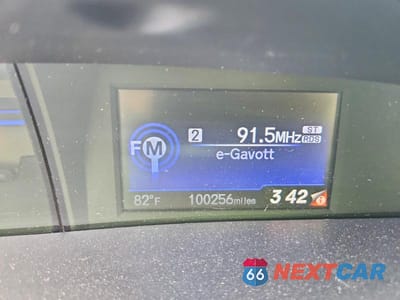 FM 2 91.5MHz ST RDS
e-Gavott
82°F 100256miles 3 42
66 NEXTCAR